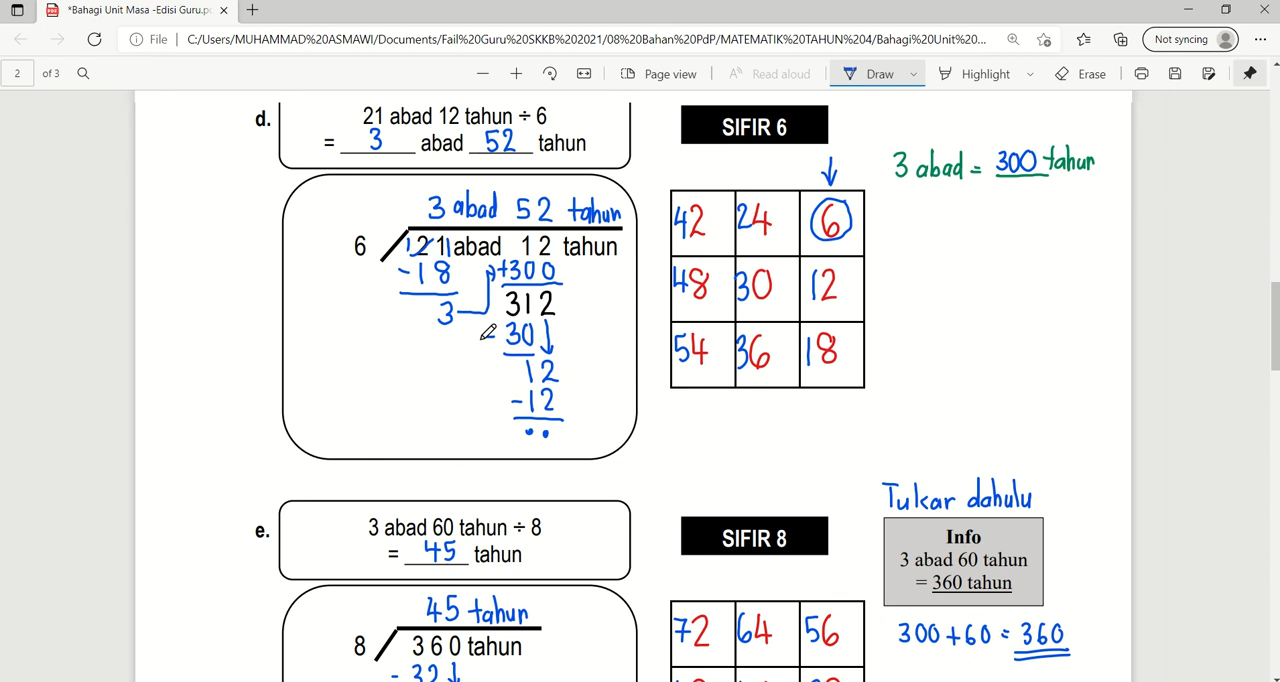 *Bahagi Unit Masa -Edisi Guru.p
File
C:/Users/MUHAMMAD%20ASMAWI/Documents/Fail%20Guru%20SKKB%202021/08%20Bahan%20PdP/MATEMATIK%20TAHUN%204/Bahagi%20Unit%20...
Not syncing
2 of 3
Page view
Read aloud
Draw
Highlight
Erase
d.
21 abad 12 tahun ÷ 6
= 3 abad 52 tahun
SIFIR 6
3 abad = 300 tahun
3 abad 52 tahun
6 21 abad 12 tahun
-18 +300
3 312
30
12
-12
42 24 6
48 30 12
54 36 18
e.
3 abad 60 tahun ÷ 8
= 45 tahun
SIFIR 8
Tukar dahulu
Info
3 abad 60 tahun
= 360 tahun
300 + 60 = 360
45 tahun
8 360 tahun
- 32
72 64 56